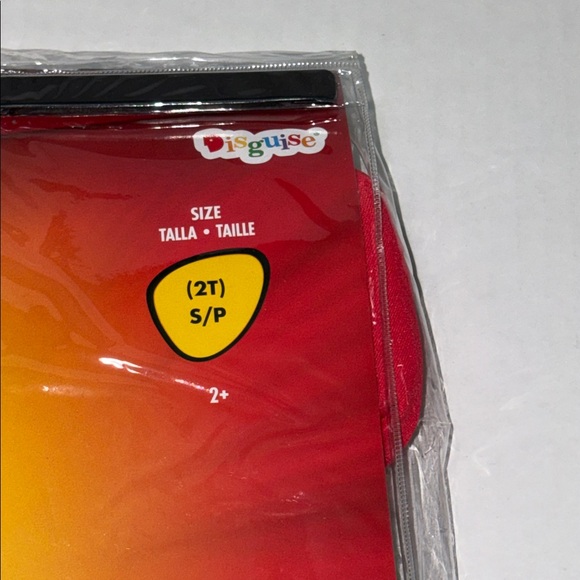 Disguise
SIZE
TALLA • TAILLE
(2T)
S/P
2+